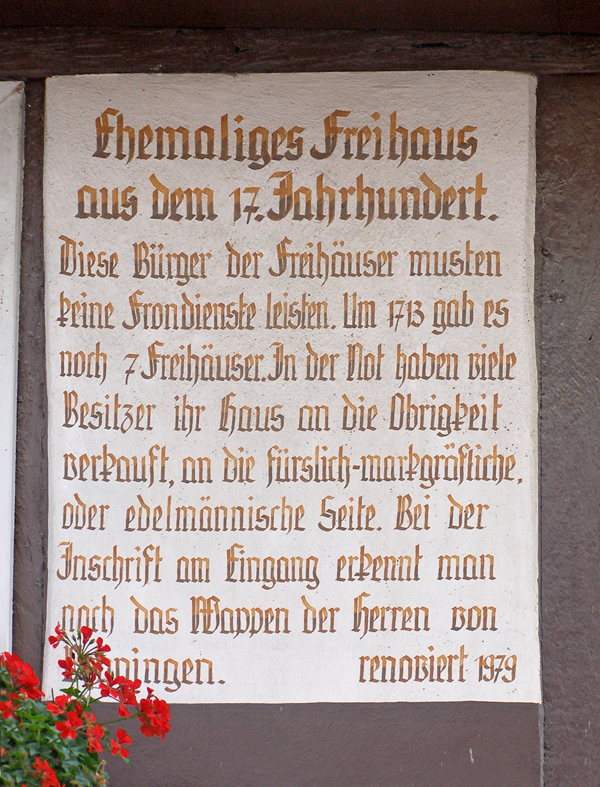 Ehemaliges Freihaus
aus dem 17. Jahrhundert.
Diese Bürger der Freihäuser musten
keine Frondienste leisten. Um 1713 gab es
noch 7 Freihäuser. In der Not haben viele
Besitzer ihr Haus an die Obrigkeit
verkauft, an die fürslich-markgräfliche,
oder edelmännische Seite. Bei der
Inschrift am Eingang erkennt man
noch das Wappen der Herren von
renoviert 1979